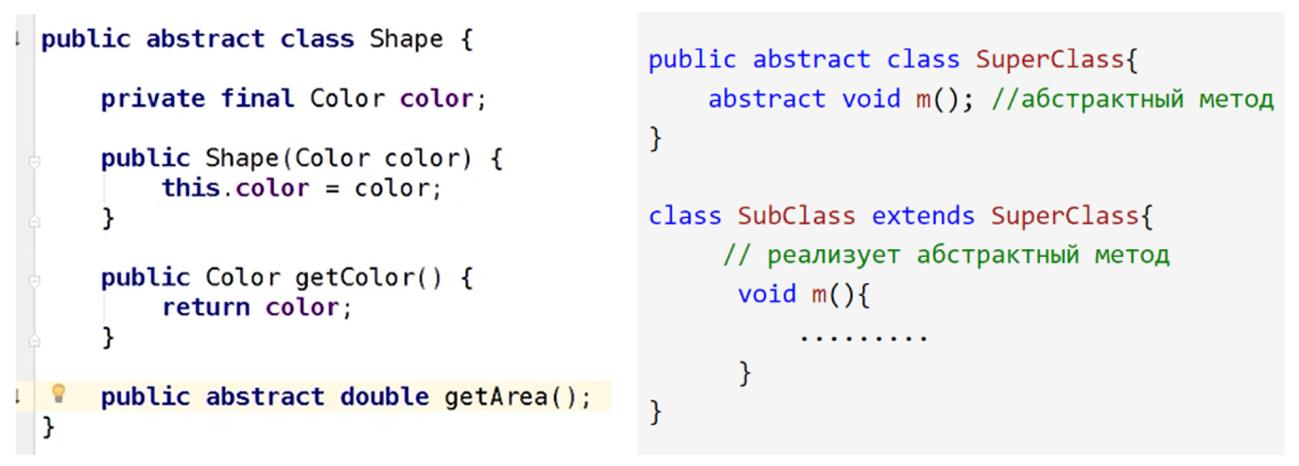 public abstract class Shape {
private final Color color;
public Shape(Color color) {
this.color = color;
}
public Color getColor() {
return color;
}
public abstract double getArea();
}
public abstract class SuperClass{
abstract void m(); //абстрактный метод
}
class SubClass extends SuperClass{
// реализует абстрактный метод
void m(){
.........
}
}